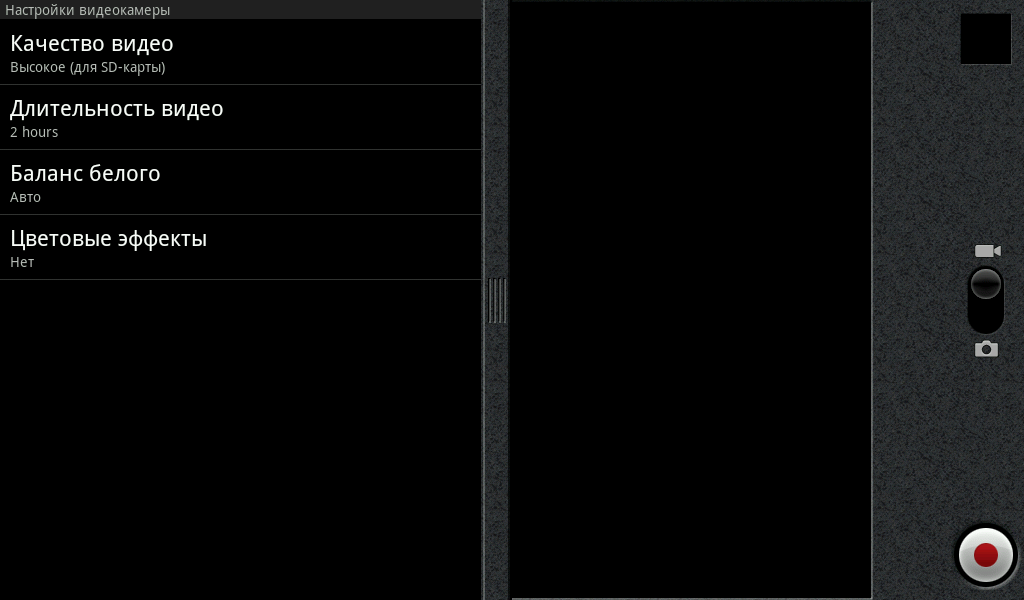 Настройки видеокамеры
Качество видео
Высокое (для SD-карты)
Длительность видео
2 hours
Баланс белого
Авто
Цветовые эффекты
Нет